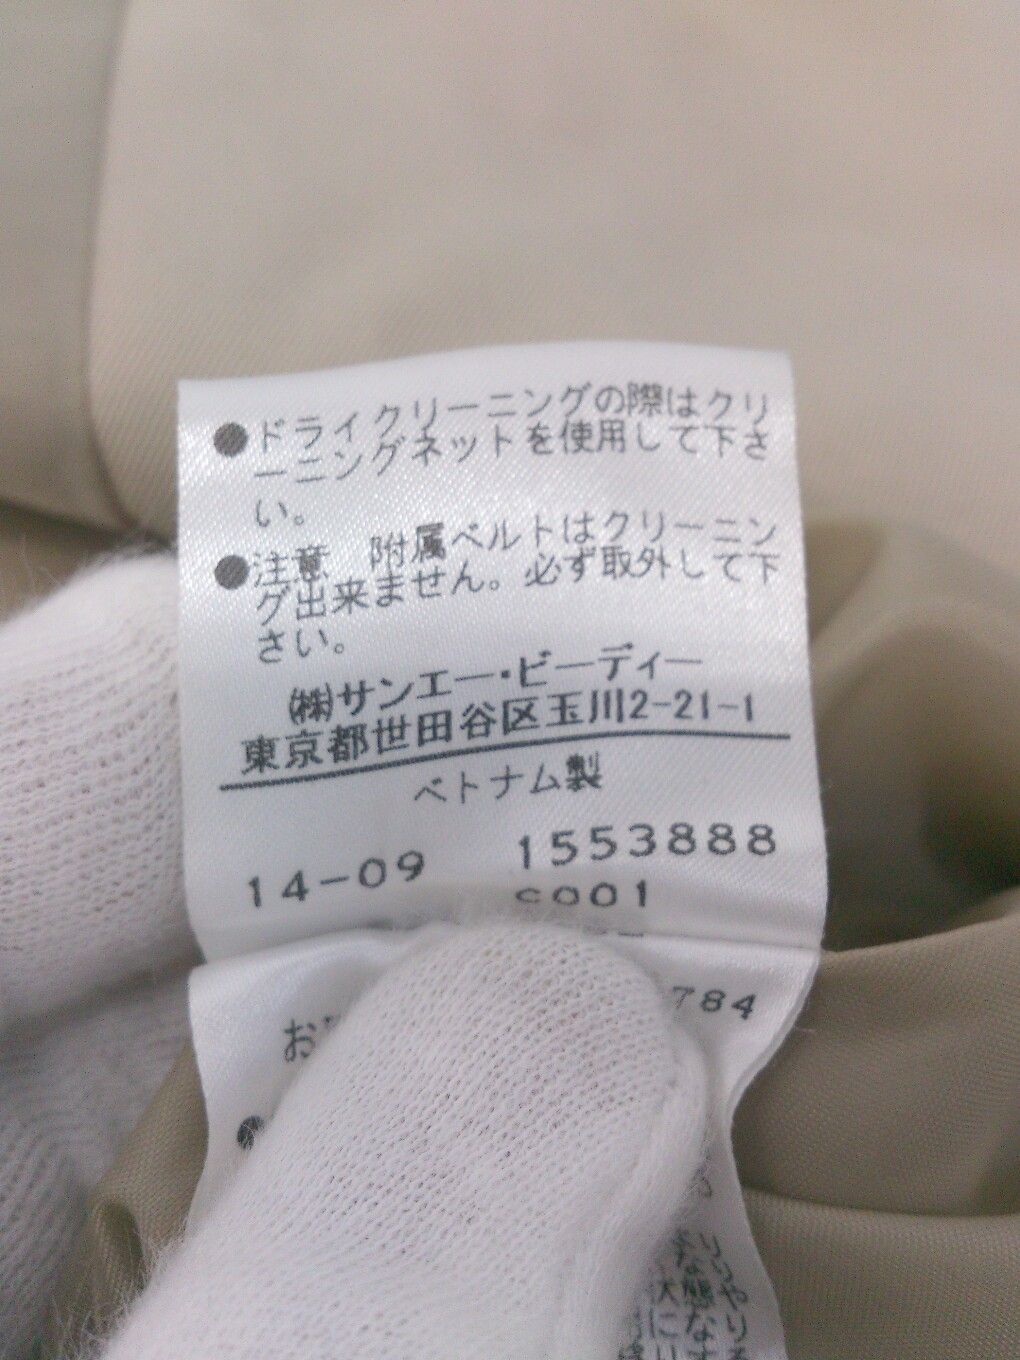 ●ドライクリーニングの際はクリ
ーニングネットを使用して下さ
い。
●注意 附属ベルトはクリーニン
グ出来ません。必ず取外して下
さい。
㈱サンエー・ビーディー
東京都世田谷区玉川2-21-1
ベトナム製
14-09 1553888
C001
784
お